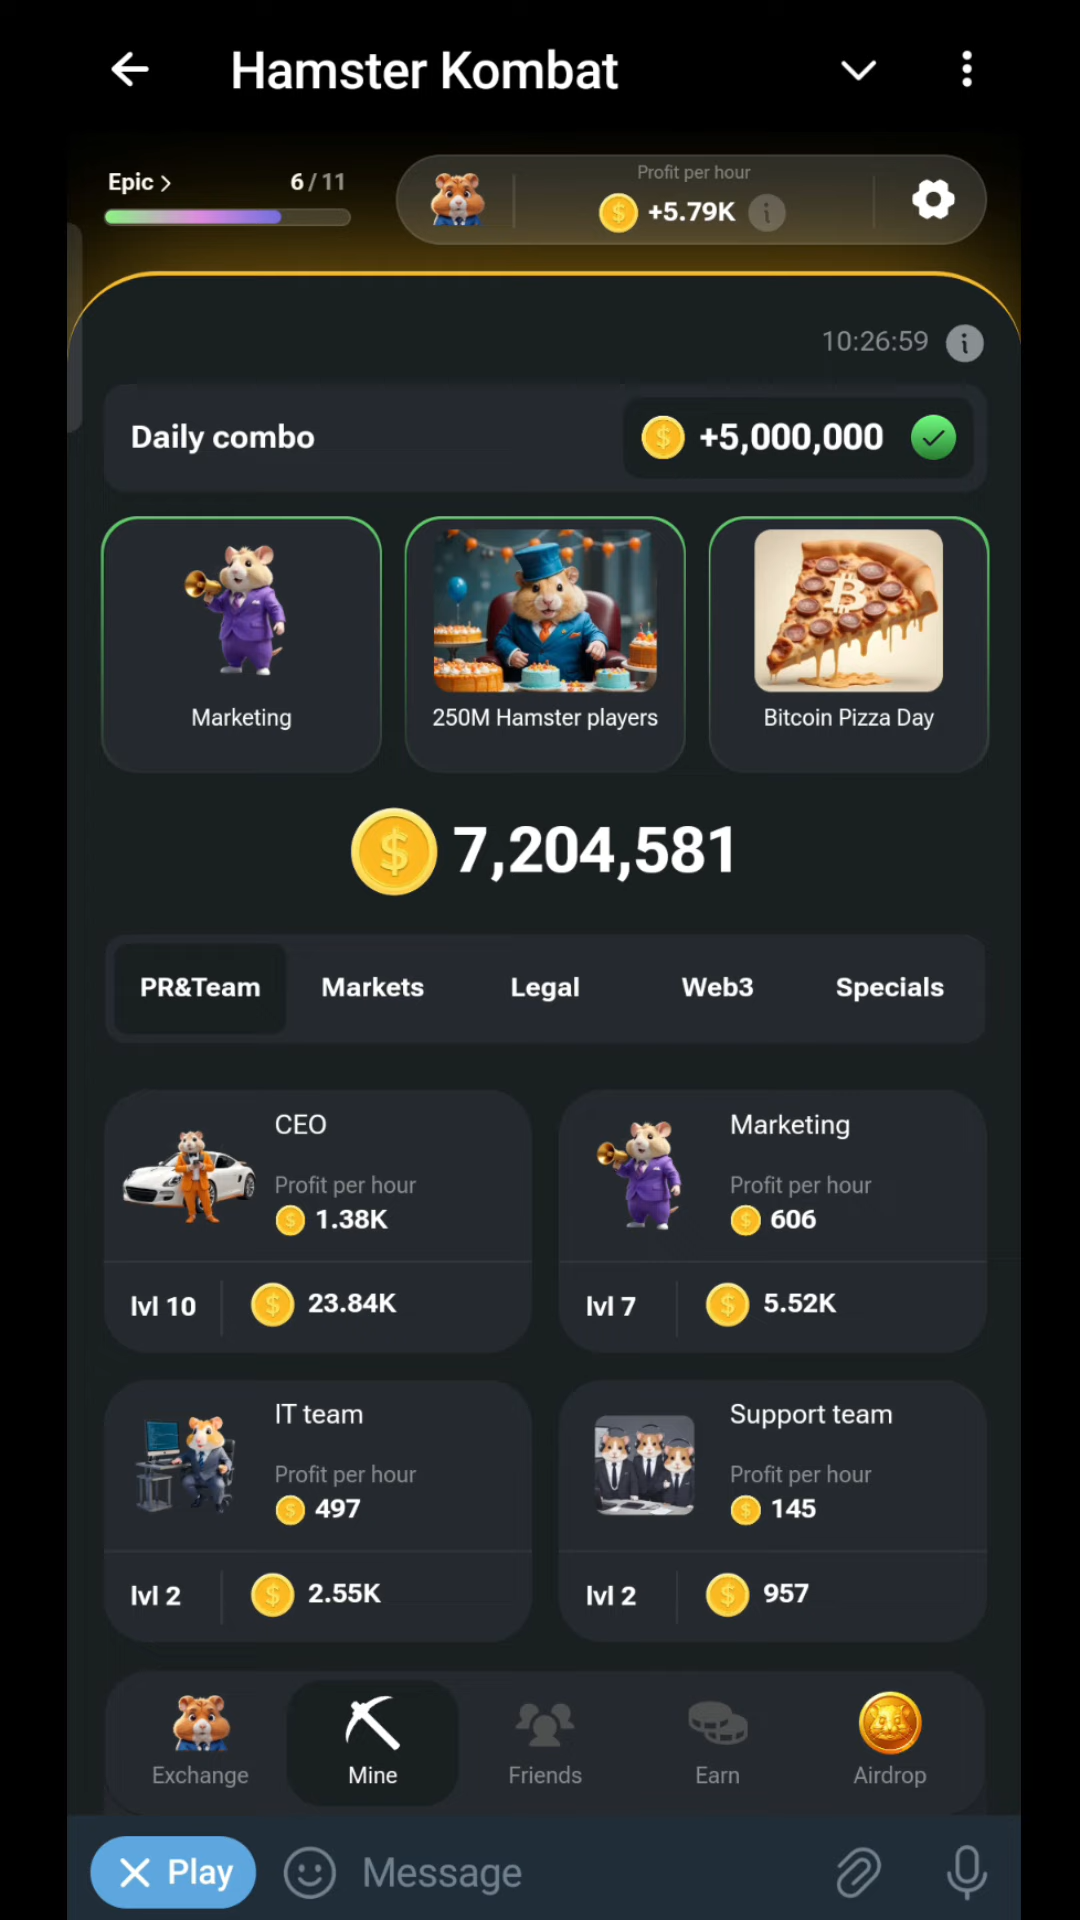 Hamster Kombat
Epic >
6 / 11
Profit per hour
+5.79K
10:26:59
Daily combo
+5,000,000
Marketing
250M Hamster players
Bitcoin Pizza Day
7,204,581
PR&Team
Markets
Legal
Web3
Specials
CEO
Profit per hour
1.38K
lvl 10
23.84K
Marketing
Profit per hour
606
lvl 7
5.52K
IT team
Profit per hour
497
lvl 2
2.55K
Support team
Profit per hour
145
lvl 2
957
Exchange
Mine
Friends
Earn
Airdrop
Play
Message